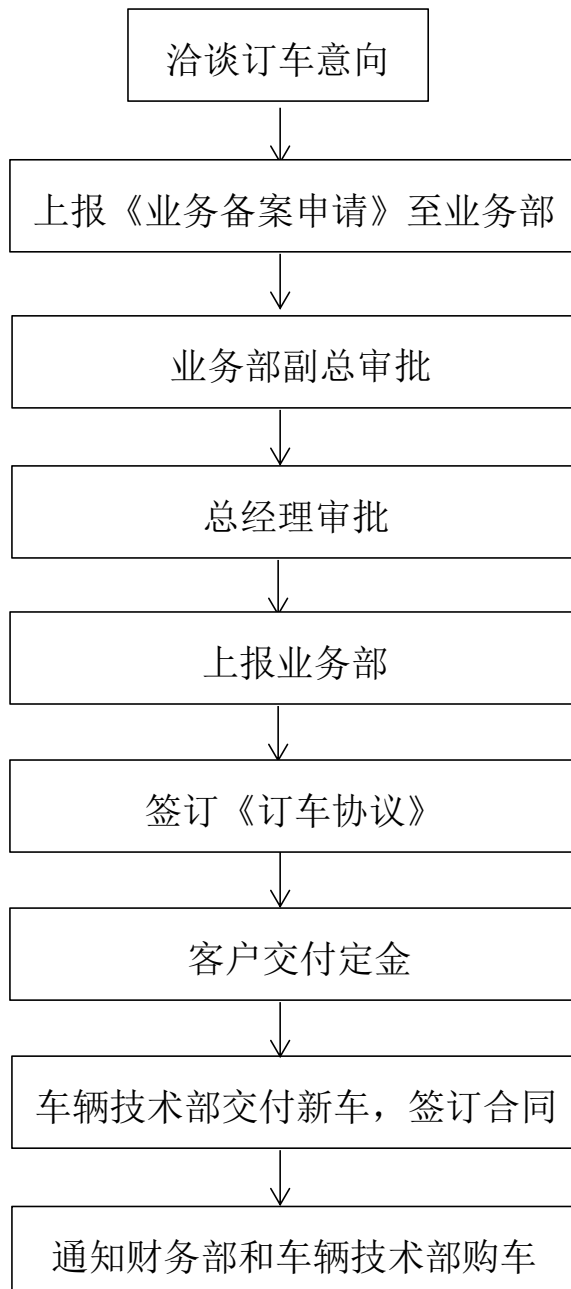 洽谈订车意向
上报《业务备案申请》至业务部
业务部副总审批
总经理审批
上报业务部
签订《订车协议》
客户交付定金
车辆技术部交付新车，签订合同
通知财务部和车辆技术部购车